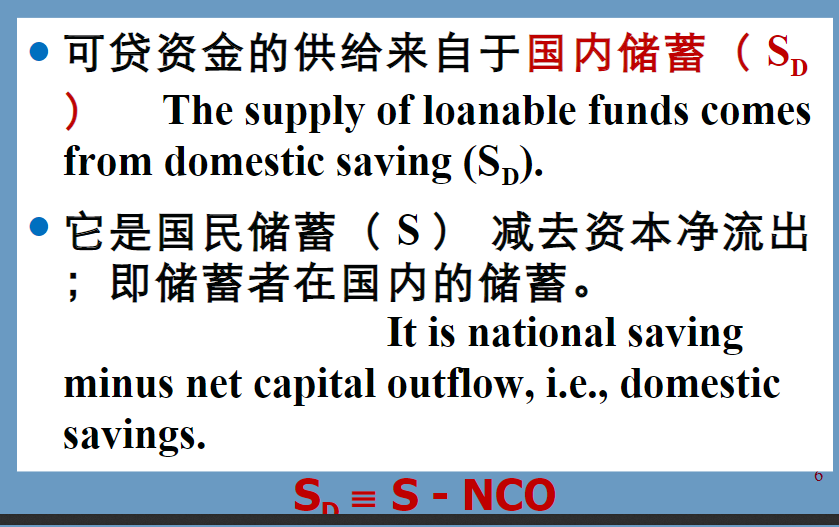 可贷资金的供给来自于国内储蓄（ S_D
） The supply of loanable funds comes
from domestic saving (S_D).
它是国民储蓄（ S ） 减去资本净流出
；即储蓄者在国内的储蓄。
It is national saving
minus net capital outflow, i.e., domestic
savings.
6
S_D ≡ S - NCO